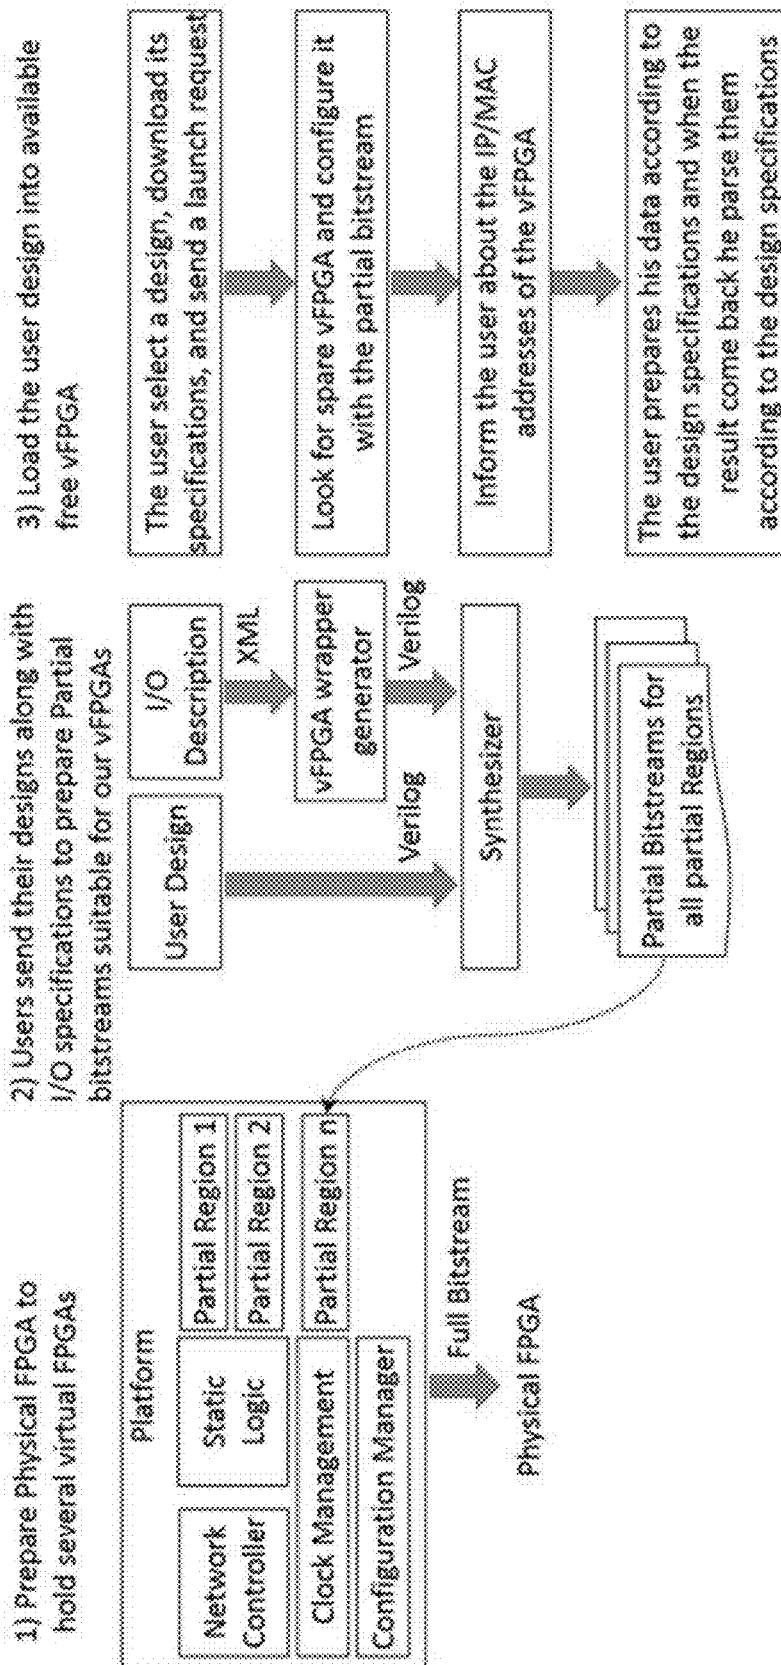 1) Prepare Physical FPGA to
hold several virtual FPGAs
Platform
Network
Controller
Static
Logic
Partial Region 1
Partial Region 2
Clock Management
Partial Region n
Configuration Manager
Full Bitstream
Physical FPGA
2) Users send their designs along with
I/O specifications to prepare Partial
bitstreams suitable for our vFPGAs
User Design
I/O
Description
XML
vFPGA wrapper
generator
Verilog
Verilog
Synthesizer
Partial Bitstreams for
all partial Regions
3) Load the user design into available
free vFPGA
The user select a design, download its
specifications, and send a launch request
Look for spare vFPGA and configure it
with the partial bitstream
Inform the user about the IP/MAC
addresses of the vFPGA
The user prepares his data according to
the design specifications and when the
result come back he parse them
according to the design specifications